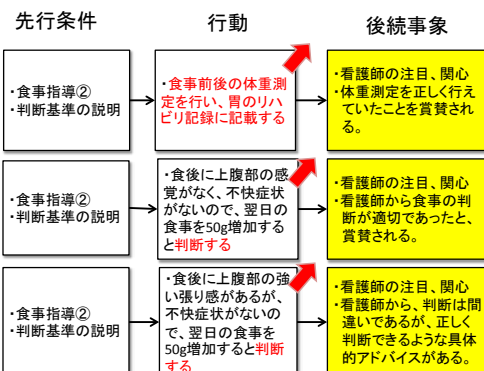 先行条件
行動
後続事象
・食事指導②
・判断基準の説明
・食事前後の体重測
定を行い、胃のリハ
ビリ記録に記載する
・看護師の注目、関心
・体重測定を正しく行え
ていたことを賞賛され
る。
・食事指導②
・判断基準の説明
・食後に上腹部の感
覚がなく、不快症状
がないので、翌日の
食事を50g増加する
と判断する
・看護師の注目、関心
・看護師から食事の判
断が適切であったと、
賞賛される。
・食事指導②
・判断基準の説明
・食後に上腹部の強
い張り感があるが、
不快症状がないの
で、翌日の食事を
50g増加すると判断
する
・看護師の注目、関心
・看護師から、判断は間
違いであるが、正しく
判断できるような具体
的アドバイスがある。